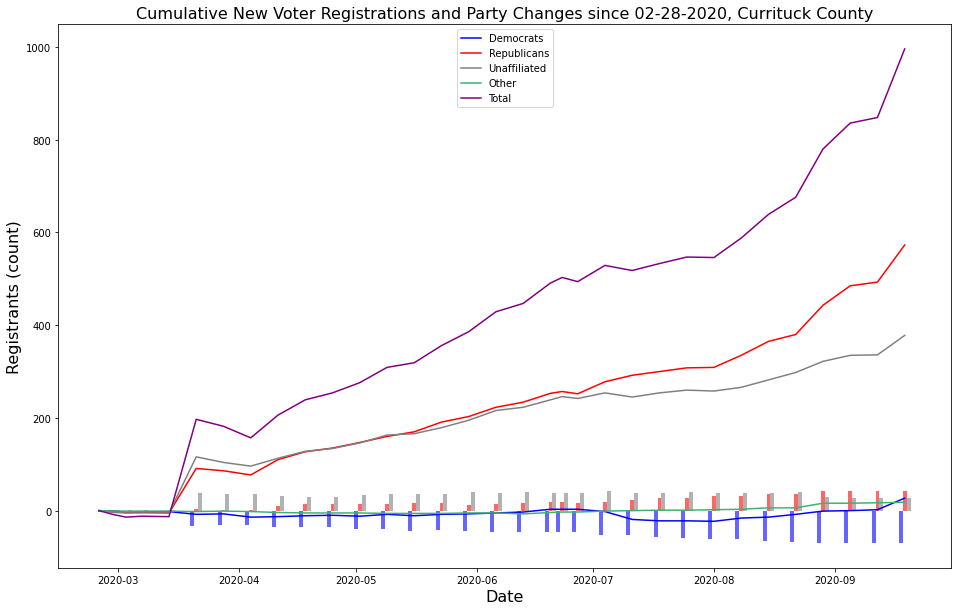 Cumulative New Voter Registrations and Party Changes since 02-28-2020, Currituck County
Democrats
Republicans
Unaffiliated
Other
Total
Registrants (count)
1000
800
600
400
200
0
2020-03 2020-04 2020-05 2020-06 2020-07 2020-08 2020-09
Date